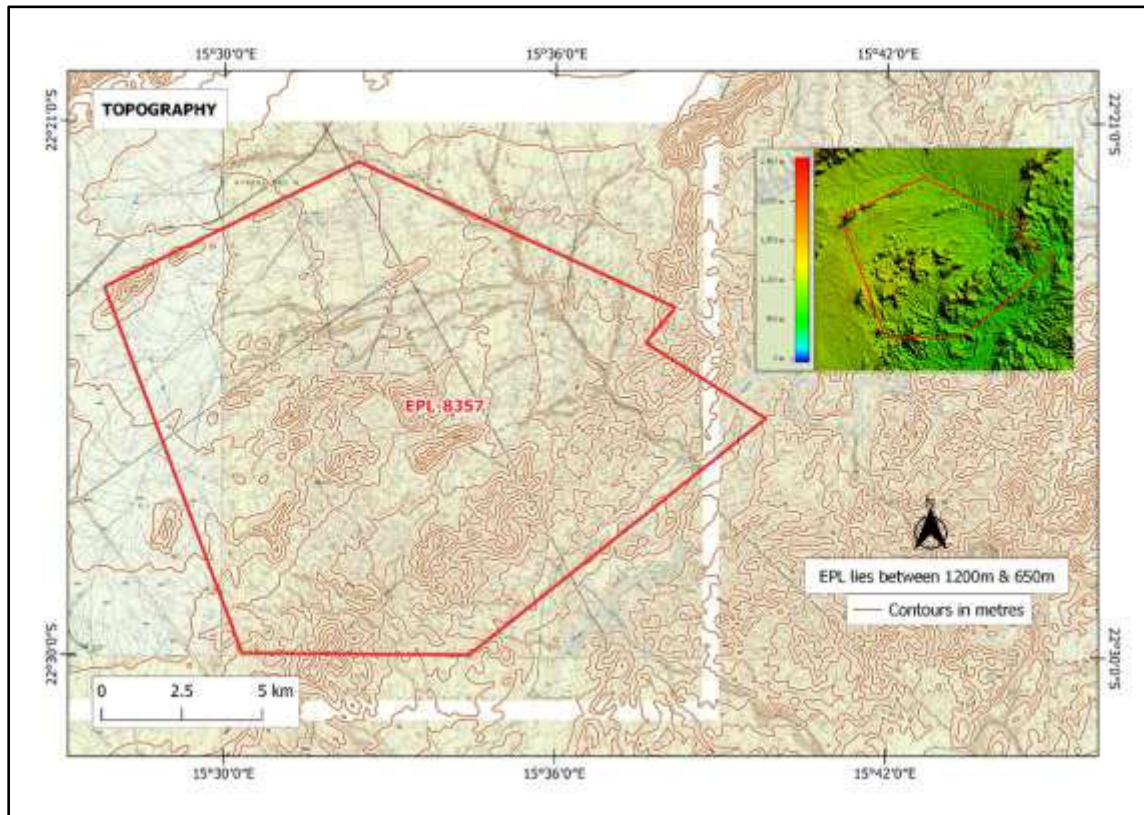 15°30'0"E 15°36'0"E 15°42'0"E
22°21'0"S 22°21'0"S
TOPOGRAPHY
EPL 8357
EPL lies between 1200m & 650m
Contours in metres
22°30'0"S 22°30'0"S
0 2.5 5 km
15°30'0"E 15°36'0"E 15°42'0"E